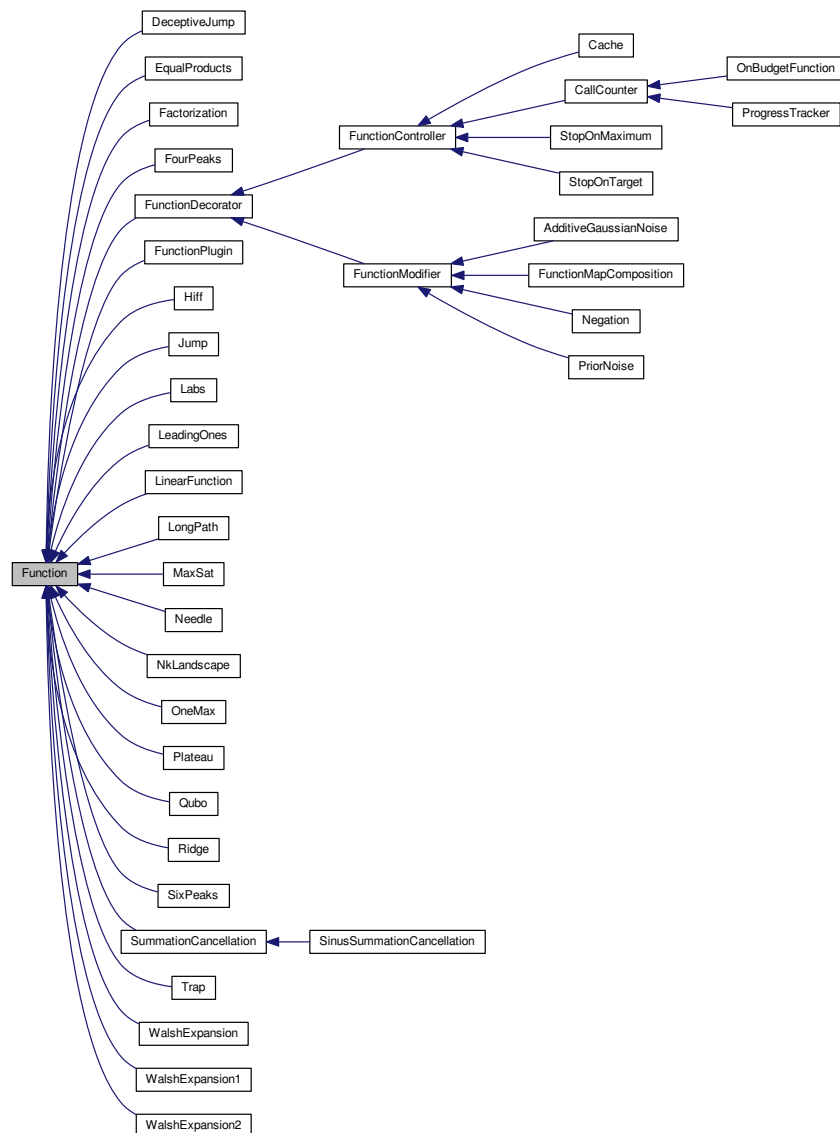 DeceptiveJump
Cache
EqualProducts
OnBudgetFunction
CallCounter
Factorization
ProgressTracker
FunctionController
StopOnMaximum
FourPeaks
StopOnTarget
FunctionDecorator
AdditiveGaussianNoise
FunctionPlugin
FunctionModifier
FunctionMapComposition
Hiff
Negation
Jump
PriorNoise
Labs
LeadingOnes
LinearFunction
LongPath
Function
MaxSat
Needle
NkLandscape
OneMax
Plateau
Qubo
Ridge
SixPeaks
SummationCancellation
SinusSummationCancellation
Trap
WalshExpansion
WalshExpansion1
WalshExpansion2